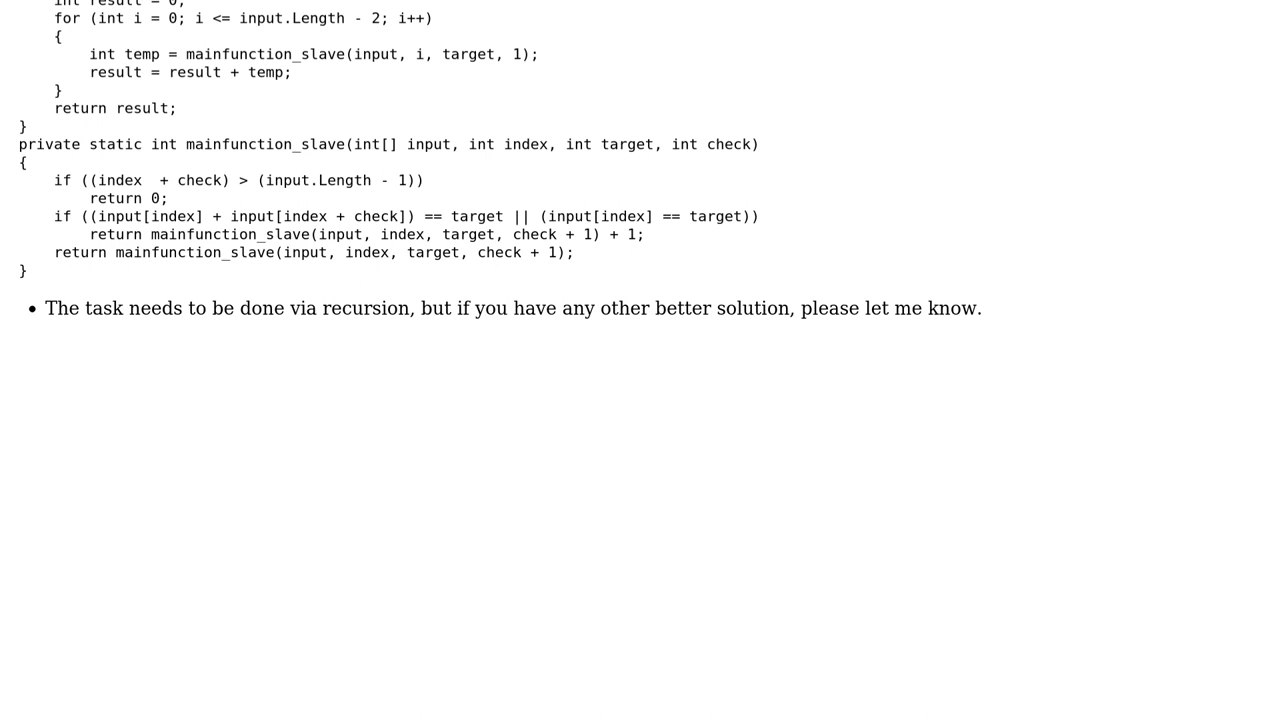 int result = 0;
    for (int i = 0; i <= input.Length - 2; i++)
    {
        int temp = mainfunction_slave(input, i, target, 1);
        result = result + temp;
    }
    return result;
}
private static int mainfunction_slave(int[] input, int index, int target, int check)
{
    if ((index  + check) > (input.Length - 1))
        return 0;
    if ((input[index] + input[index + check]) == target || (input[index] == target))
        return mainfunction_slave(input, index, target, check + 1) + 1;
    return mainfunction_slave(input, index, target, check + 1);
}
• The task needs to be done via recursion, but if you have any other better solution, please let me know.